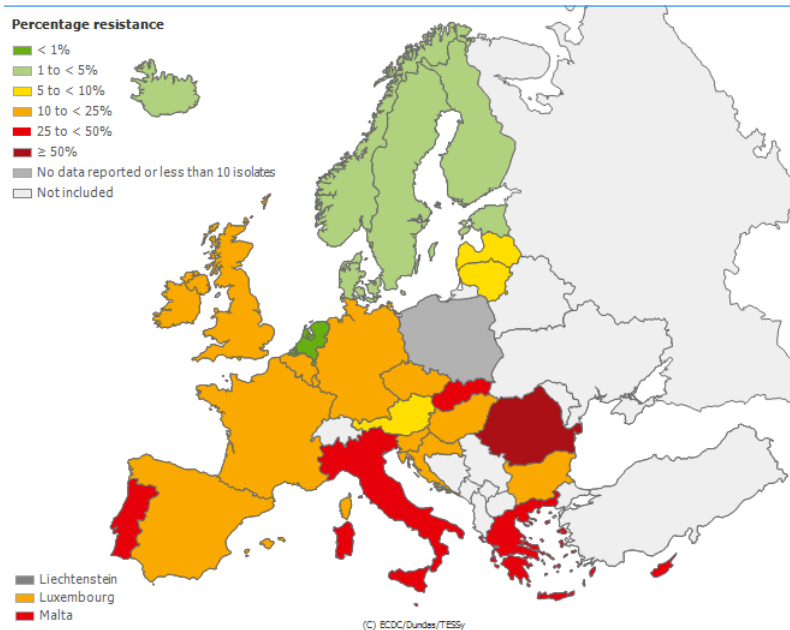 Percentage resistance
< 1%
1 to < 5%
5 to < 10%
10 to < 25%
25 to < 50%
≥ 50%
No data reported or less than 10 isolates
Not included
Liechtenstein
Luxembourg
Malta
(C) ECDC/Dundas/TESSy